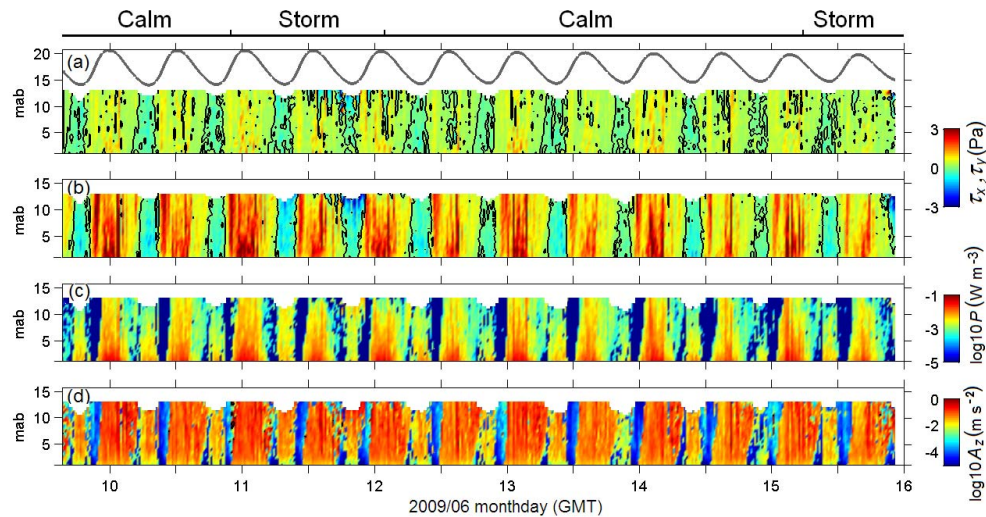 Calm Storm Calm Storm
20
(a)
15
mab
10
5
3
0
-3
τx , τy (Pa)
(b)
15
mab
10
5
(c)
15
mab
10
5
-1
-3
-5
log10 P (W m-3)
(d)
15
mab
10
5
0
-2
-4
log10 A z (m s-2)
10 11 12 13 14 15 16
2009/06 monthday (GMT)